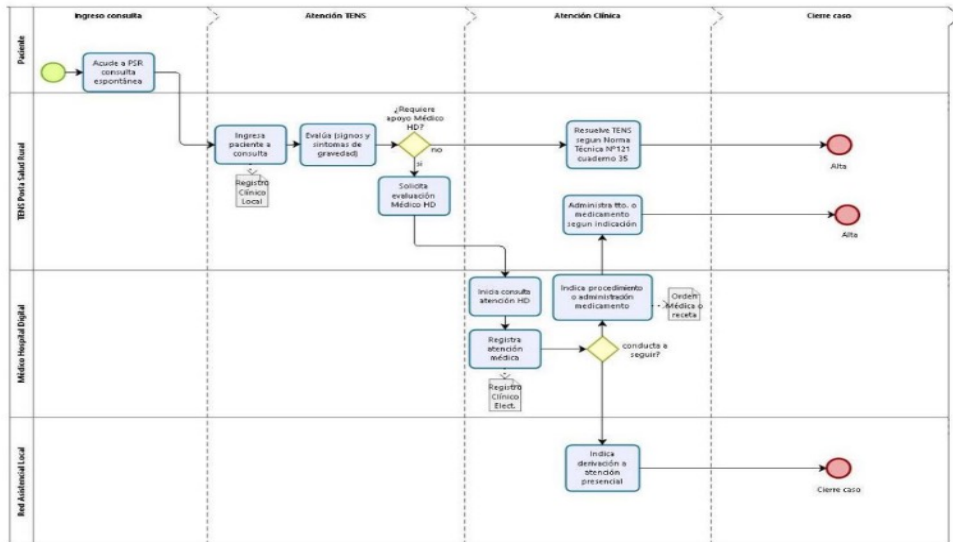 Ingreso consulta
Atención TENS
Atención Clínica
Cierre caso
Paciente
Acude a PSR
consulta
espontánea
TENS Posta Salud Rural
Ingresa
paciente a
consulta
Registro
Clínico
Local
Evalúa (signos y
síntomas de
gravedad)
¿Requiere
apoyo Médico
HD?
no
si
Solicita
evaluación
Médico HD
Resuelve TENS
segun Norma
Técnica Nº121
cuaderno 35
Alta
Administra tto. o
medicamento
segun indicación
Alta
Médico Hospital Digital
Inicia consulta
atención HD
Registra
atención
médica
Registro
Clínico
Elect.
Indica procedimiento
o administración
medicamento
Orden
Médica o
receta
conducta a
seguir?
Red Asistencial Local
Indica
derivación a
atención
presencial
Cierre caso